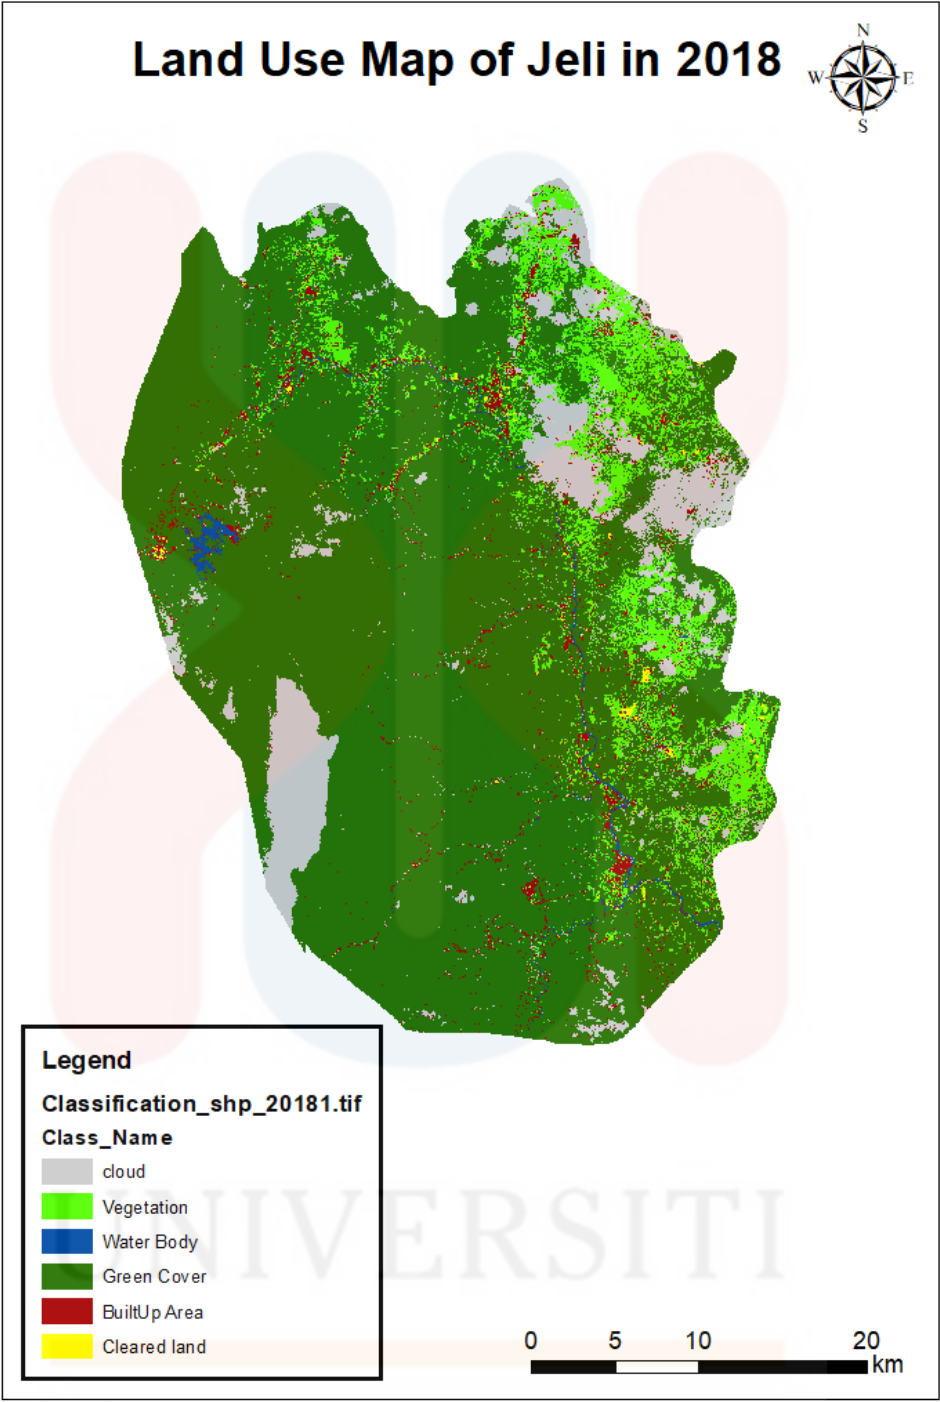 Land Use Map of Jeli in 2018
N
W
E
S
Legend
Classification_shp_20181.tif
Class_Name
cloud
Vegetation
Water Body
Green Cover
BuiltUp Area
Cleared land
UNIVERSITI
0 5 10 20
km